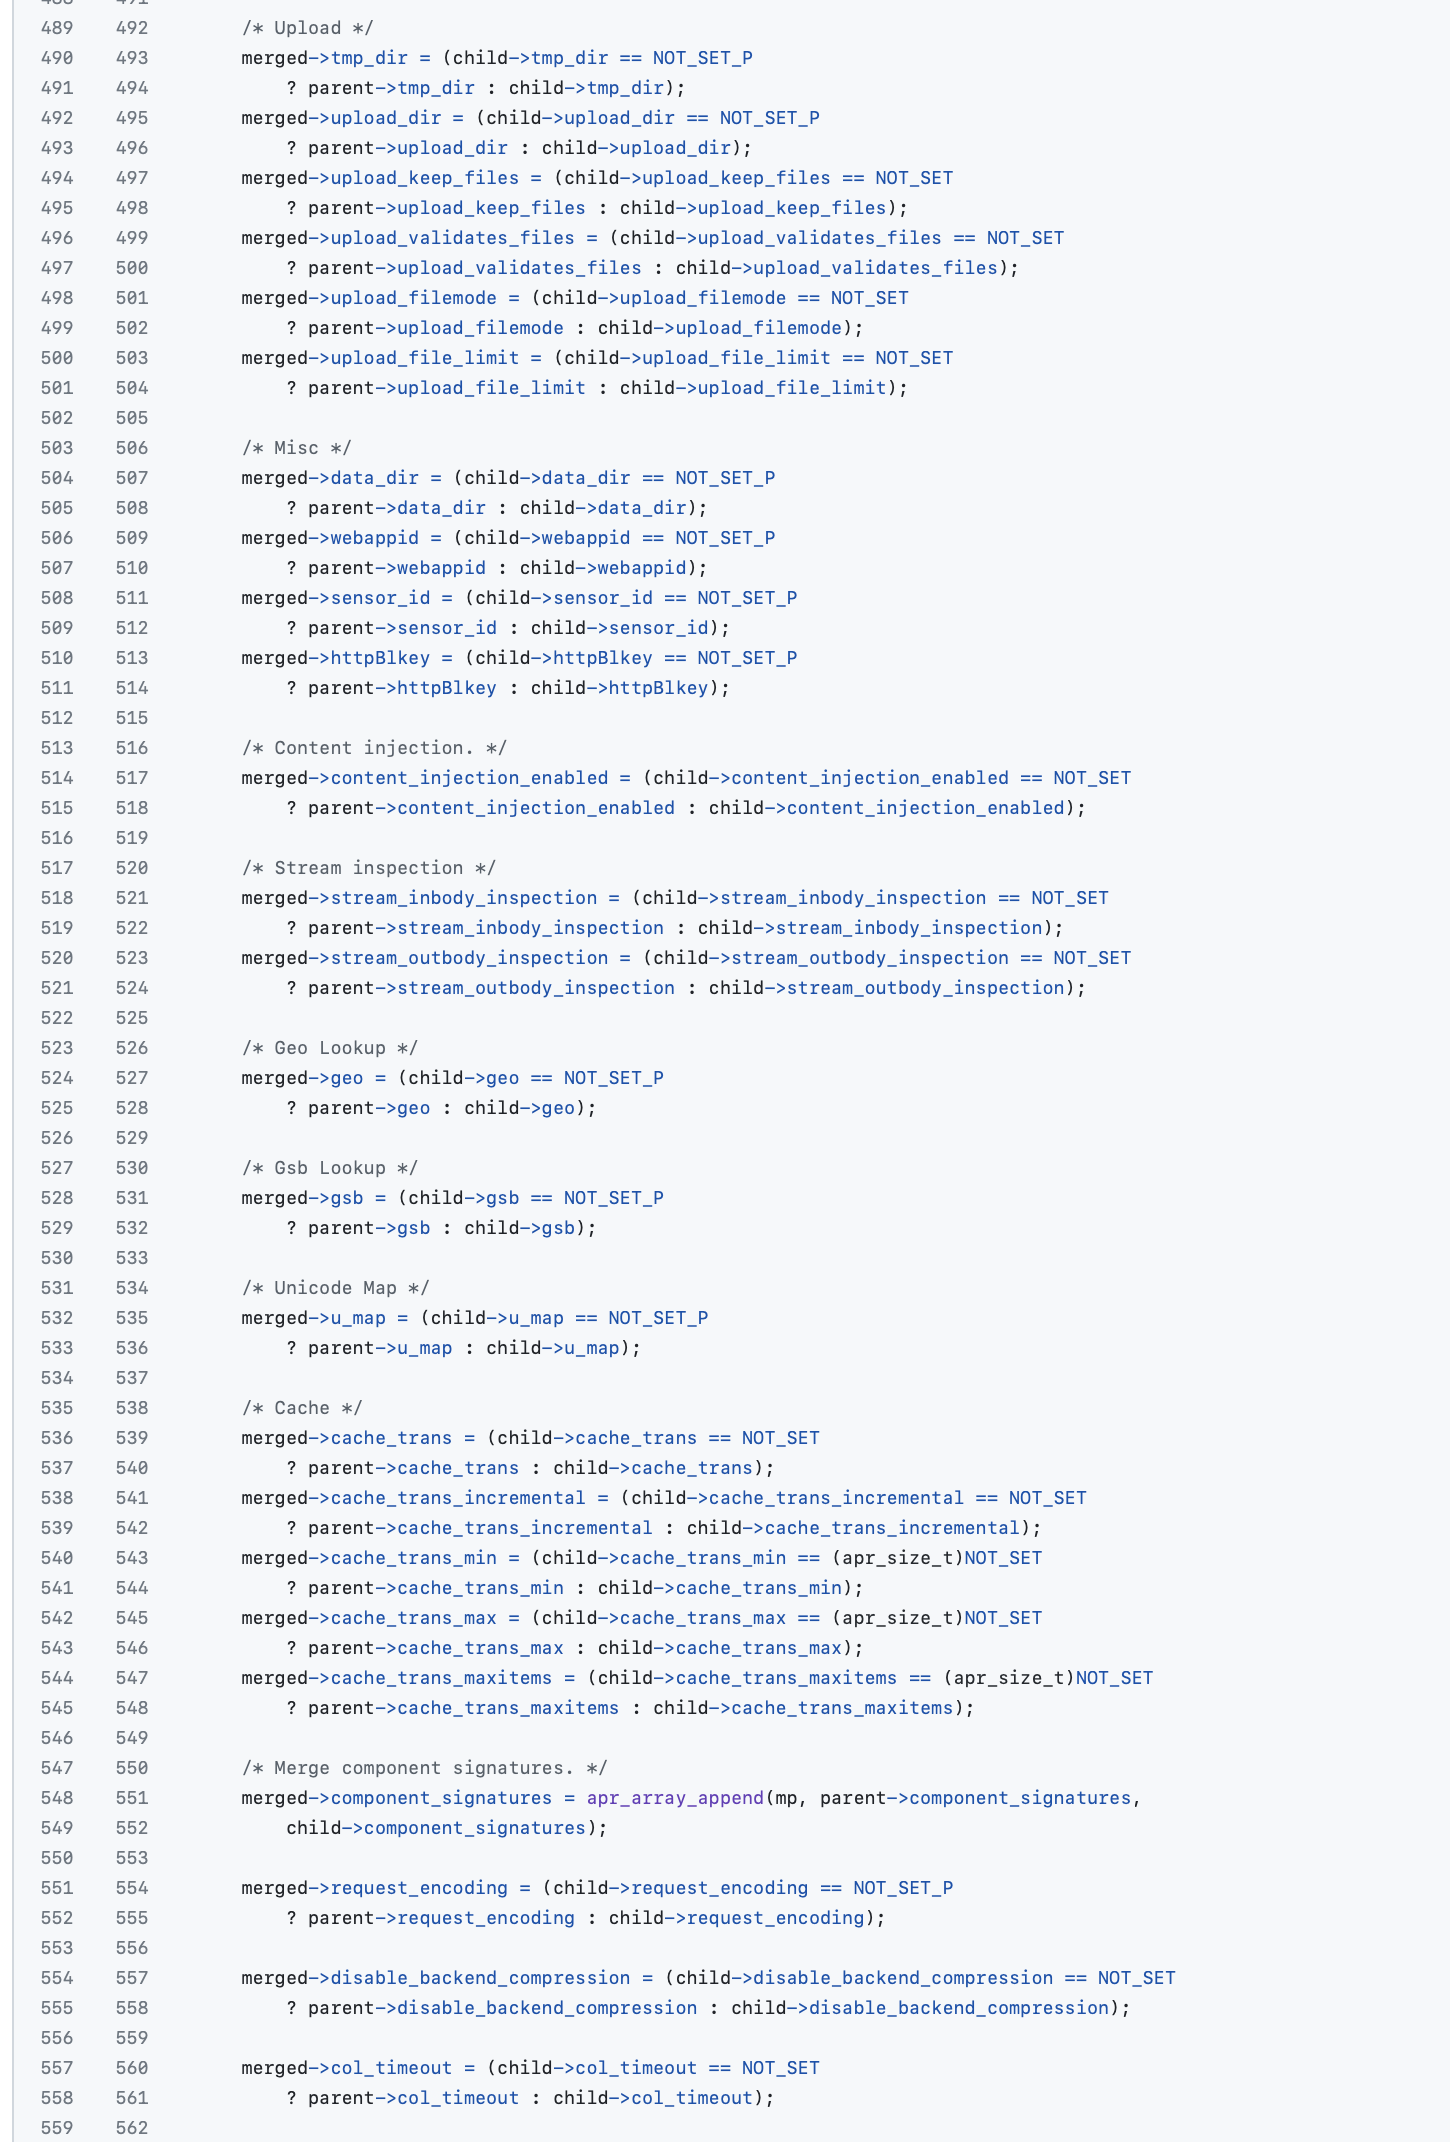 488 491
489 492 /* Upload */
490 493 merged->tmp_dir = (child->tmp_dir == NOT_SET_P
491 494 ? parent->tmp_dir : child->tmp_dir);
492 495 merged->upload_dir = (child->upload_dir == NOT_SET_P
493 496 ? parent->upload_dir : child->upload_dir);
494 497 merged->upload_keep_files = (child->upload_keep_files == NOT_SET
495 498 ? parent->upload_keep_files : child->upload_keep_files);
496 499 merged->upload_validates_files = (child->upload_validates_files == NOT_SET
497 500 ? parent->upload_validates_files : child->upload_validates_files);
498 501 merged->upload_filemode = (child->upload_filemode == NOT_SET
499 502 ? parent->upload_filemode : child->upload_filemode);
500 503 merged->upload_file_limit = (child->upload_file_limit == NOT_SET
501 504 ? parent->upload_file_limit : child->upload_file_limit);
502 505
503 506 /* Misc */
504 507 merged->data_dir = (child->data_dir == NOT_SET_P
505 508 ? parent->data_dir : child->data_dir);
506 509 merged->webappid = (child->webappid == NOT_SET_P
507 510 ? parent->webappid : child->webappid);
508 511 merged->sensor_id = (child->sensor_id == NOT_SET_P
509 512 ? parent->sensor_id : child->sensor_id);
510 513 merged->httpBlkey = (child->httpBlkey == NOT_SET_P
511 514 ? parent->httpBlkey : child->httpBlkey);
512 515
513 516 /* Content injection. */
514 517 merged->content_injection_enabled = (child->content_injection_enabled == NOT_SET
515 518 ? parent->content_injection_enabled : child->content_injection_enabled);
516 519
517 520 /* Stream inspection */
518 521 merged->stream_inbody_inspection = (child->stream_inbody_inspection == NOT_SET
519 522 ? parent->stream_inbody_inspection : child->stream_inbody_inspection);
520 523 merged->stream_outbody_inspection = (child->stream_outbody_inspection == NOT_SET
521 524 ? parent->stream_outbody_inspection : child->stream_outbody_inspection);
522 525
523 526 /* Geo Lookup */
524 527 merged->geo = (child->geo == NOT_SET_P
525 528 ? parent->geo : child->geo);
526 529
527 530 /* Gsb Lookup */
528 531 merged->gsb = (child->gsb == NOT_SET_P
529 532 ? parent->gsb : child->gsb);
530 533
531 534 /* Unicode Map */
532 535 merged->u_map = (child->u_map == NOT_SET_P
533 536 ? parent->u_map : child->u_map);
534 537
535 538 /* Cache */
536 539 merged->cache_trans = (child->cache_trans == NOT_SET
537 540 ? parent->cache_trans : child->cache_trans);
538 541 merged->cache_trans_incremental = (child->cache_trans_incremental == NOT_SET
539 542 ? parent->cache_trans_incremental : child->cache_trans_incremental);
540 543 merged->cache_trans_min = (child->cache_trans_min == (apr_size_t)NOT_SET
541 544 ? parent->cache_trans_min : child->cache_trans_min);
542 545 merged->cache_trans_max = (child->cache_trans_max == (apr_size_t)NOT_SET
543 546 ? parent->cache_trans_max : child->cache_trans_max);
544 547 merged->cache_trans_maxitems = (child->cache_trans_maxitems == (apr_size_t)NOT_SET
545 548 ? parent->cache_trans_maxitems : child->cache_trans_maxitems);
546 549
547 550 /* Merge component signatures. */
548 551 merged->component_signatures = apr_array_append(mp, parent->component_signatures,
549 552 child->component_signatures);
550 553
551 554 merged->request_encoding = (child->request_encoding == NOT_SET_P
552 555 ? parent->request_encoding : child->request_encoding);
553 556
554 557 merged->disable_backend_compression = (child->disable_backend_compression == NOT_SET
555 558 ? parent->disable_backend_compression : child->disable_backend_compression);
556 559
557 560 merged->col_timeout = (child->col_timeout == NOT_SET
558 561 ? parent->col_timeout : child->col_timeout);
559 562